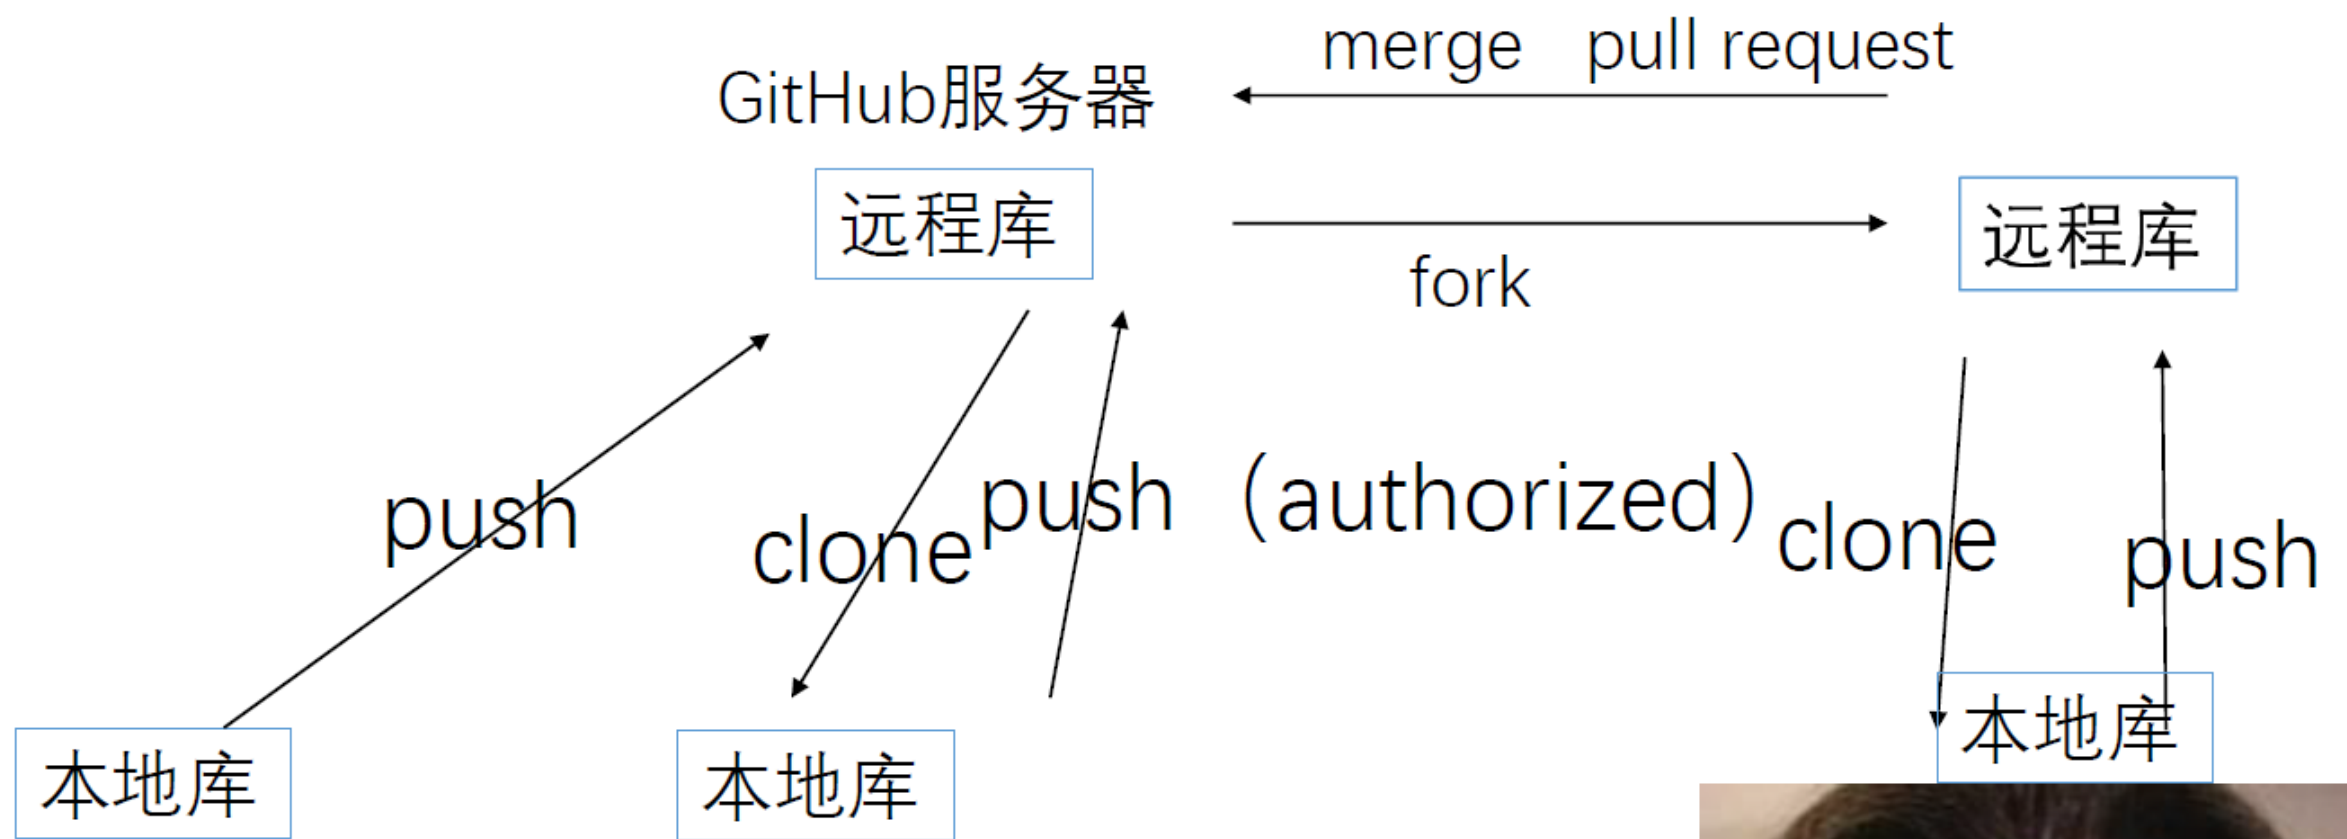 merge pull request
GitHub服务器
远程库
远程库
fork
push
clone
push（authorized）
clone
push
本地库
本地库
本地库